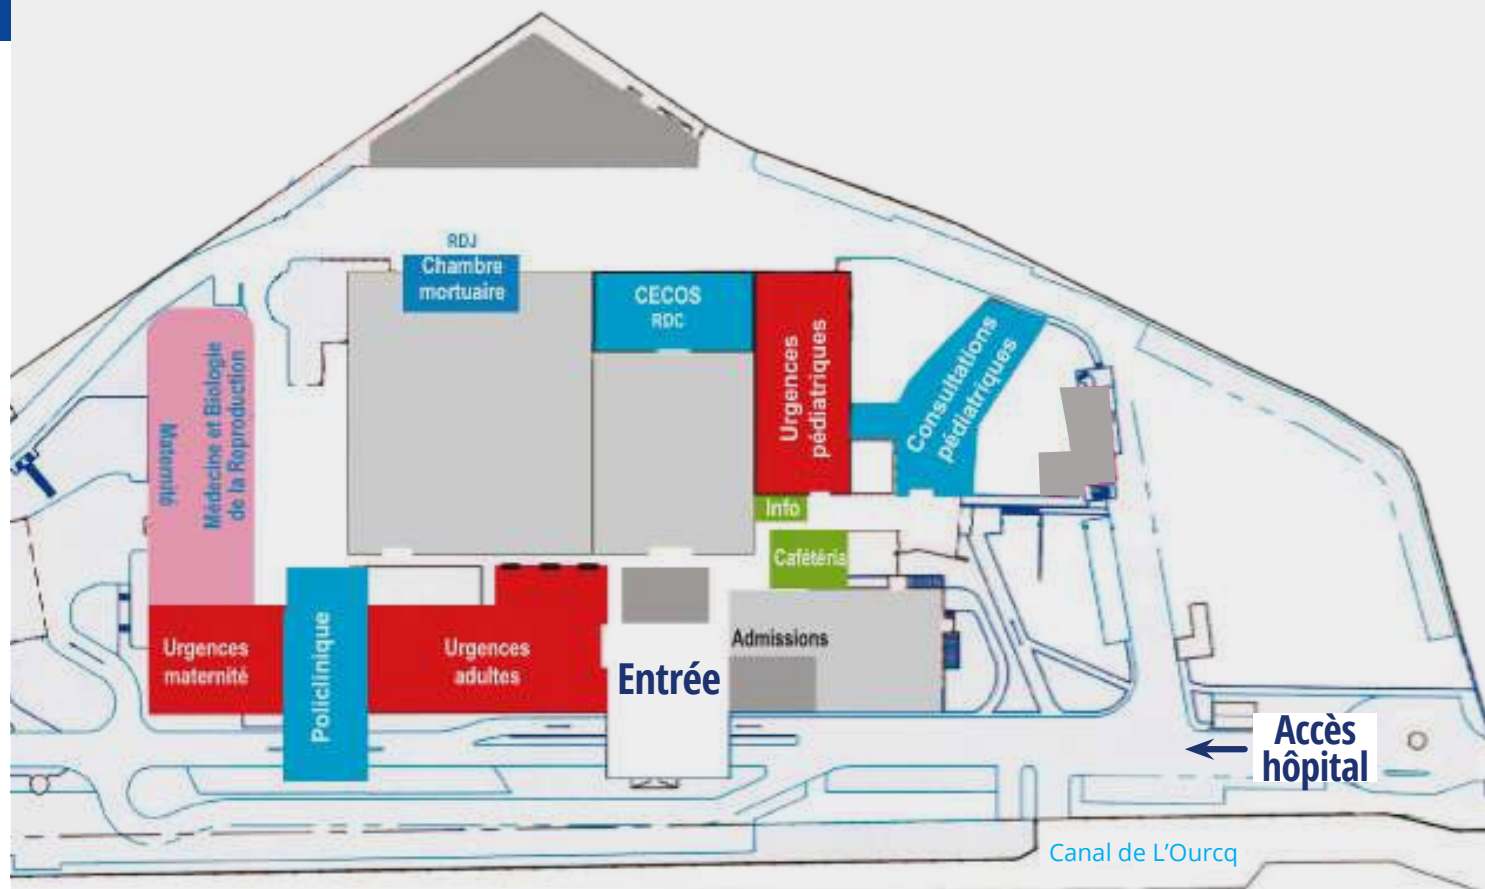 RDJ
Chambre
mortuaire
CECOS
RDC
Urgences
pédiatriques
Consultations
pédiatriques
Maternité
Médecine et Biologie
de la Reproduction
Info
Cafétéria
Urgences
maternité
Policlinique
Urgences
adultes
Entrée
Admissions
Accès
hôpital
Canal de L'Ourcq